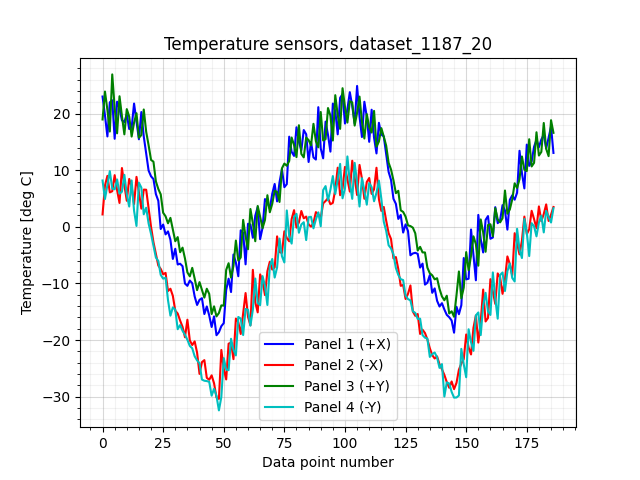 Temperature sensors, dataset_1187_20
Temperature [deg C]
20
10
0
−10
−20
−30
Panel 1 (+X)
Panel 2 (-X)
Panel 3 (+Y)
Panel 4 (-Y)
0 25 50 75 100 125 150 175
Data point number